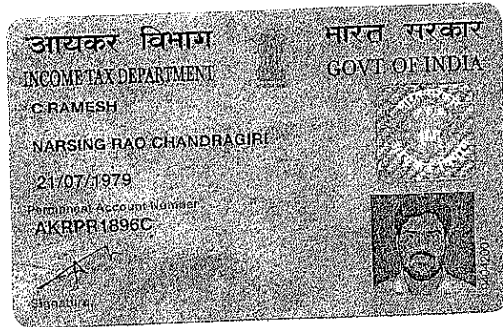 आयकर विभाग
भारत सरकार
INCOME TAX DEPARTMENT
GOVT. OF INDIA
C RAMESH
NARSING RAO CHANDRAGIRI
21/07/1979
Permanent Account Number
AKRPR1896C
Signature